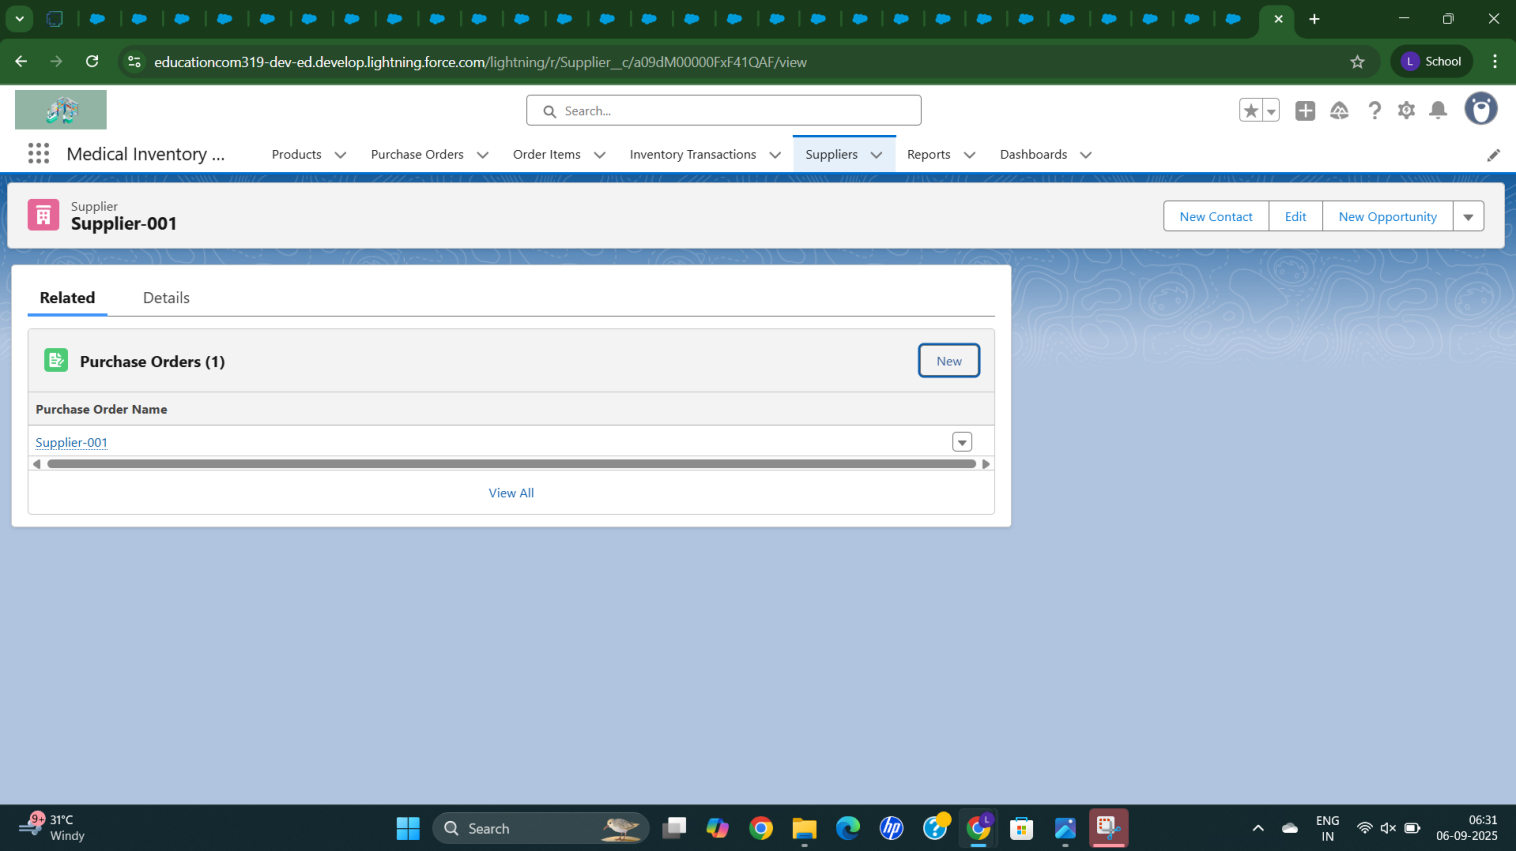 educationcom319-dev-ed.develop.lightning.force.com/lightning/r/Supplier__c/a09dM00000FxF41QAF/view
L School
Search...
Medical Inventory ...
Products
Purchase Orders
Order Items
Inventory Transactions
Suppliers
Reports
Dashboards
Supplier
Supplier-001
New Contact
Edit
New Opportunity
Related
Details
Purchase Orders (1)
New
Purchase Order Name
Supplier-001
View All
9+
31°C
Windy
Search
hp
L
ENG
IN
06:31
06-09-2025